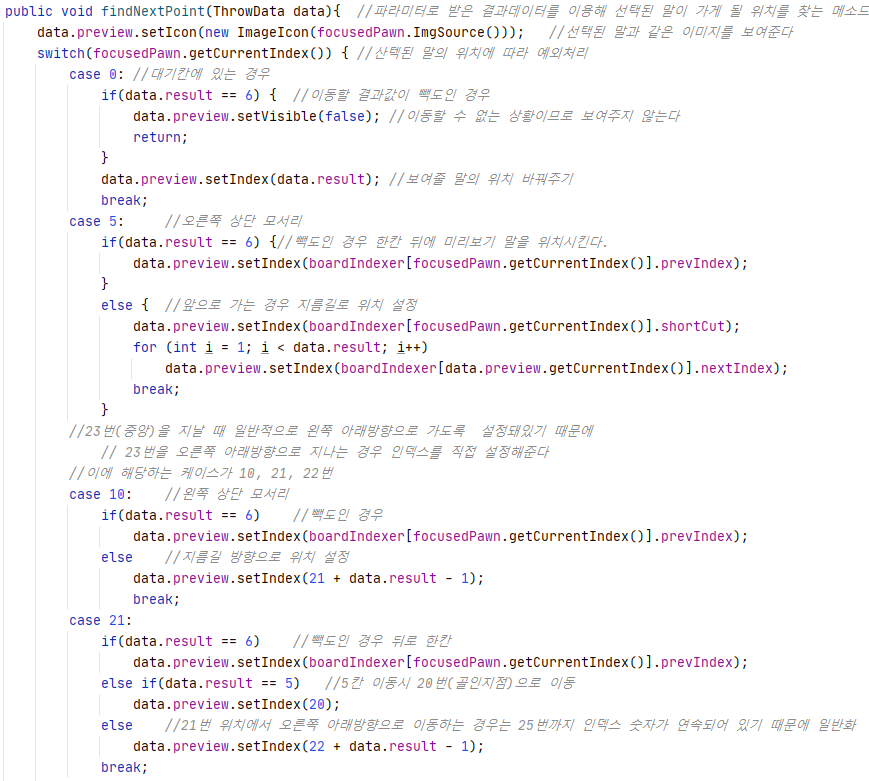 public void findNextPoint(ThrowData data){  //파라미터로 받은 결과데이터를 이용해 선택된 말이 가게 될 위치를 찾는 메소드
    data.preview.setIcon(new ImageIcon(focusedPawn.ImgSource()));   //선택된 말과 같은 이미지를 보여준다
    switch(focusedPawn.getCurrentIndex()) { //산텍된 말의 위치에 따라 예외처리
        case 0: //대기칸에 있는 경우
            if(data.result == 6) {  //이동할 결과값이 빽도인 경우
                data.preview.setVisible(false); //이동할 수 없는 상황이므로 보여주지 않는다
                return;
            }
            data.preview.setIndex(data.result); //보여줄 말의 위치 바꿔주기
            break;
        case 5:     //오른쪽 상단 모서리
            if(data.result == 6) {//빽도인 경우 한칸 뒤에 미리보기 말을 위치시킨다.
                data.preview.setIndex(boardIndexer[focusedPawn.getCurrentIndex()].prevIndex);
            }
            else {  //앞으로 가는 경우 지름길로 위치 설정
                data.preview.setIndex(boardIndexer[focusedPawn.getCurrentIndex()].shortCut);
                for (int i = 1; i < data.result; i++)
                    data.preview.setIndex(boardIndexer[data.preview.getCurrentIndex()].nextIndex);
                break;
            }
        //23번(중앙)을 지날 때 일반적으로 왼쪽 아래방향으로 가도록  설정돼있기 때문에
            // 23번을 오른쪽 아래방향으로 지나는 경우 인덱스를 직접 설정해준다
        //이에 해당하는 케이스가 10, 21, 22번
        case 10:    //왼쪽 상단 모서리
            if(data.result == 6)    //빽도인 경우
                data.preview.setIndex(boardIndexer[focusedPawn.getCurrentIndex()].prevIndex);
            else    //지름길 방향으로 위치 설정
                data.preview.setIndex(21 + data.result - 1);
                break;
        case 21:
            if(data.result == 6)    //빽도인 경우 뒤로 한칸
                data.preview.setIndex(boardIndexer[focusedPawn.getCurrentIndex()].prevIndex);
            else if(data.result == 5)   //5칸 이동시 20번(골인지점)으로 이동
                data.preview.setIndex(20);
            else    //21번 위치에서 오른쪽 아래방향으로 이동하는 경우는 25번까지 인덱스 숫자가 연속되어 있기 때문에 일반화
                data.preview.setIndex(22 + data.result - 1);
            break;